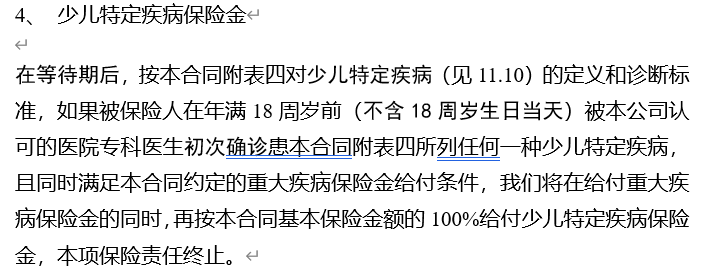 4、 少儿特定疾病保险金
在等待期后，按本合同附表四对少儿特定疾病（见 11.10）的定义和诊断标
准，如果被保险人在年满 18 周岁前（不含 18 周岁生日当天）被本公司认
可的医院专科医生初次确诊患本合同附表四所列任何一种少儿特定疾病，
且同时满足本合同约定的重大疾病保险金给付条件，我们将在给付重大疾
病保险金的同时，再按本合同基本保险金额的 100%给付少儿特定疾病保险
金，本项保险责任终止。